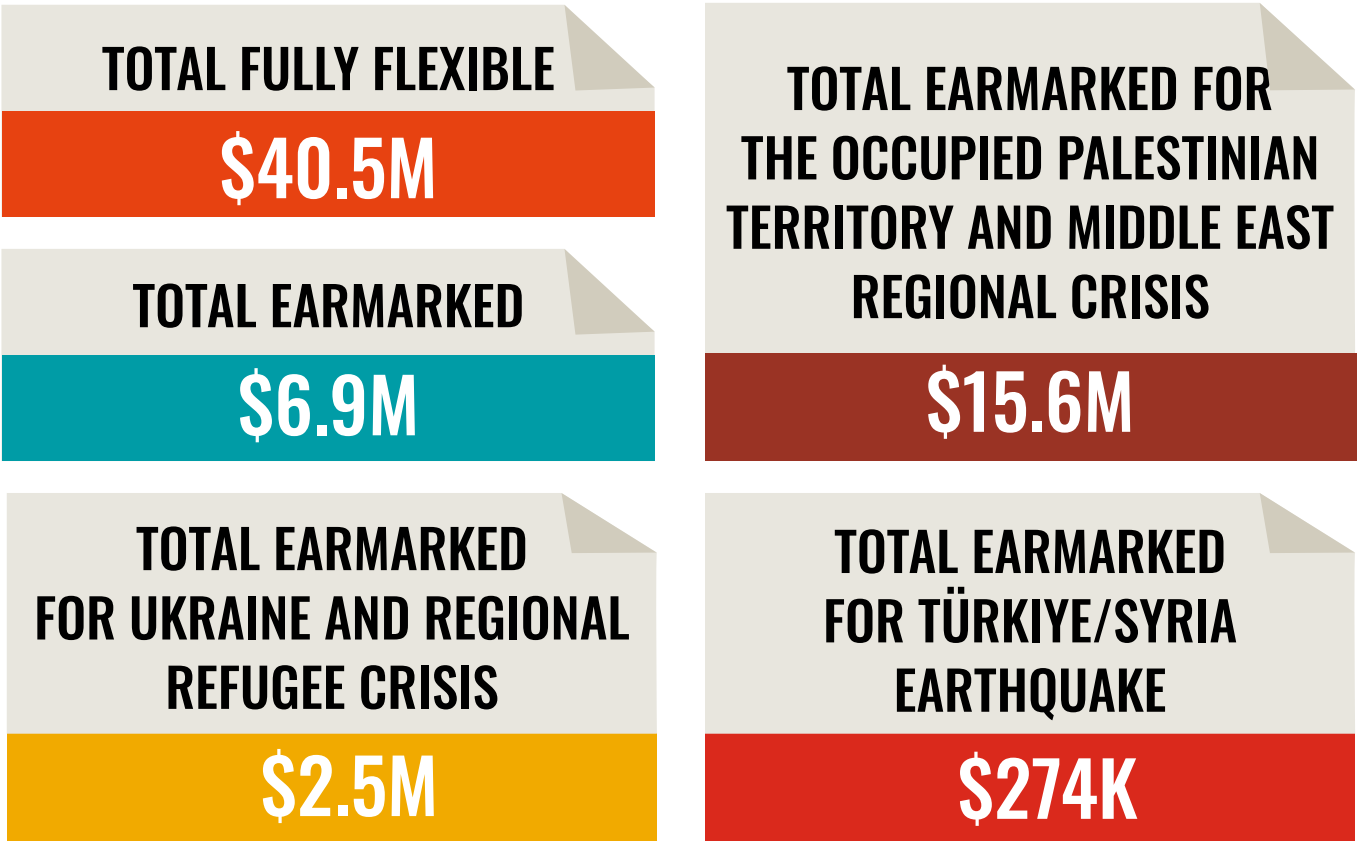 TOTAL FULLY FLEXIBLE
$40.5M
TOTAL EARMARKED
$6.9M
TOTAL EARMARKED FOR
THE OCCUPIED PALESTINIAN
TERRITORY AND MIDDLE EAST
REGIONAL CRISIS
$15.6M
TOTAL EARMARKED
FOR UKRAINE AND REGIONAL
REFUGEE CRISIS
$2.5M
TOTAL EARMARKED
FOR TÜRKIYE/SYRIA
EARTHQUAKE
$274K